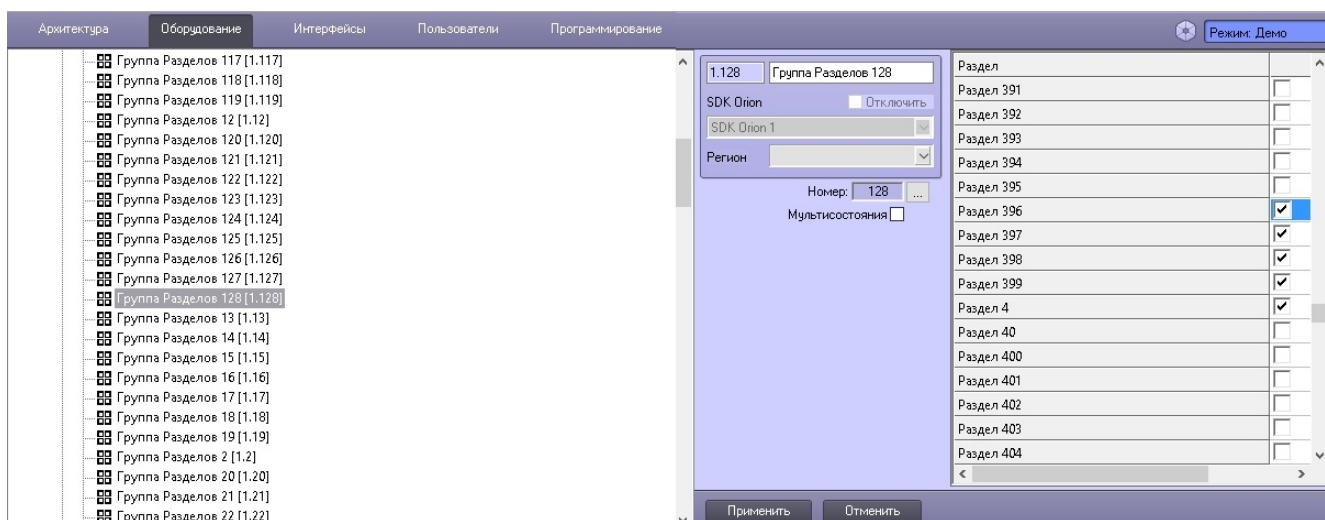 Архитектура Оборудование Интерфейсы Пользователи Программирование Режим: Демо
Группа Разделов 117 [1.117]
Группа Разделов 118 [1.118]
Группа Разделов 119 [1.119]
Группа Разделов 12 [1.12]
Группа Разделов 120 [1.120]
Группа Разделов 121 [1.121]
Группа Разделов 122 [1.122]
Группа Разделов 123 [1.123]
Группа Разделов 124 [1.124]
Группа Разделов 125 [1.125]
Группа Разделов 126 [1.126]
Группа Разделов 127 [1.127]
Группа Разделов 128 [1.128]
Группа Разделов 13 [1.13]
Группа Разделов 14 [1.14]
Группа Разделов 15 [1.15]
Группа Разделов 16 [1.16]
Группа Разделов 17 [1.17]
Группа Разделов 18 [1.18]
Группа Разделов 19 [1.19]
Группа Разделов 2 [1.2]
Группа Разделов 20 [1.20]
Группа Разделов 21 [1.21]
Группа Разделов 22 [1.22]
1.128 Группа Разделов 128
SDK Orion Отключить
SDK Orion 1
Регион
Номер: 128 ...
Мультисостояния
Раздел
Раздел 391
Раздел 392
Раздел 393
Раздел 394
Раздел 395
Раздел 396
Раздел 397
Раздел 398
Раздел 399
Раздел 4
Раздел 40
Раздел 400
Раздел 401
Раздел 402
Раздел 403
Раздел 404
Применить Отменить